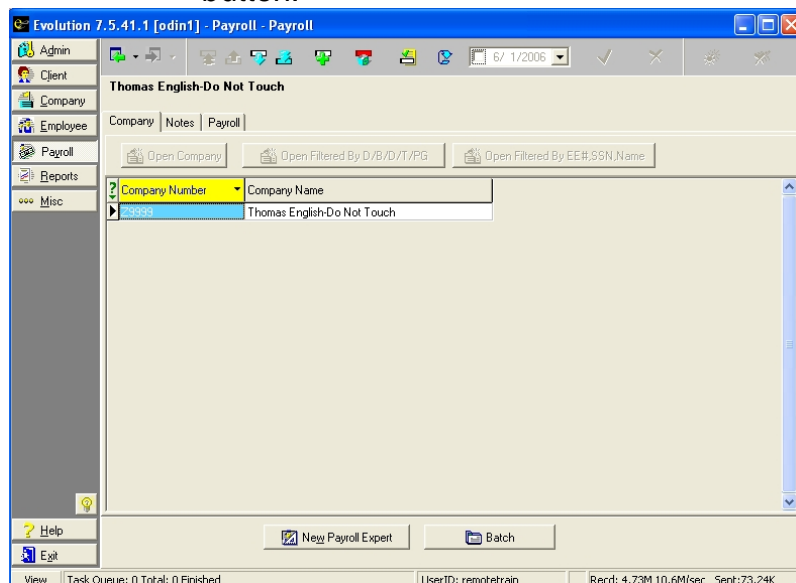 button.
Evolution 7.5.41.1 [odin1] - Payroll - Payroll
Admin
Client
Company
Employee
Payroll
Reports
Misc
6/ 1/2006
Thomas English-Do Not Touch
Company Notes Payroll
Open Company Open Filtered By D/B/D/T/PG Open Filtered By EE#,SSN,Name
? Company Number Company Name
Z9999 Thomas English-Do Not Touch
Help
Exit
New Payroll Expert Batch
View Task Queue: 0 Total: 0 Finished UserID: remotetrain Recd: 4.73M 10.6M/sec Sent:73.24K